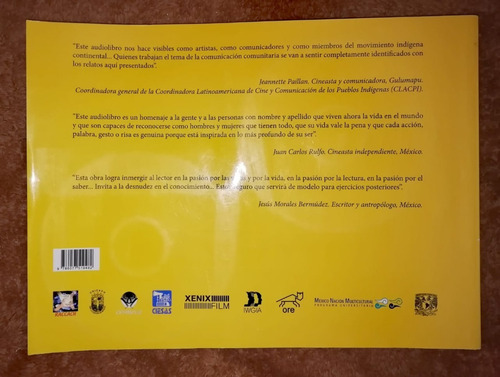 "Este audiolibro nos hace visibles como artistas, como comunicadores y como miembros del movimiento indígena
continental... Quienes trabajan el tema de la comunicación comunitaria se van a sentir completamente identificados con
los relatos aquí presentados".
Jeannette Paillan. Cineasta y comunicadora, Gulumapu.
Coordinadora general de la Coordinadora Latinoamericana de Cine y Comunicación de los Pueblos Indígenas (CLACPI).
"Este audiolibro es un homenaje a la gente y a las personas con nombre y apellido que viven ahora la vida en el mundo
y que son capaces de reconocerse como hombres y mujeres que tienen todo, que su vida vale la pena y que cada acción,
palabra, gesto o risa es genuina porque está inspirada en lo más profundo de su ser".
Juan Carlos Rulfo. Cineasta independiente, México.
"Esta obra logra inmergir al lector en la pasión por las y por la vida, en la pasión por la lectura, en la pasión por el
saber... Invita a la desnudez en el conocimiento... Estoy seguro que servirá de modelo para ejercicios posteriores".
Jesús Morales Bermúdez. Escritor y antropólogo, México.
CIESAS
XENIX
FILM
IWGIA
ore
México Nación Multicultural
PROGRAMA UNIVERSITARIO